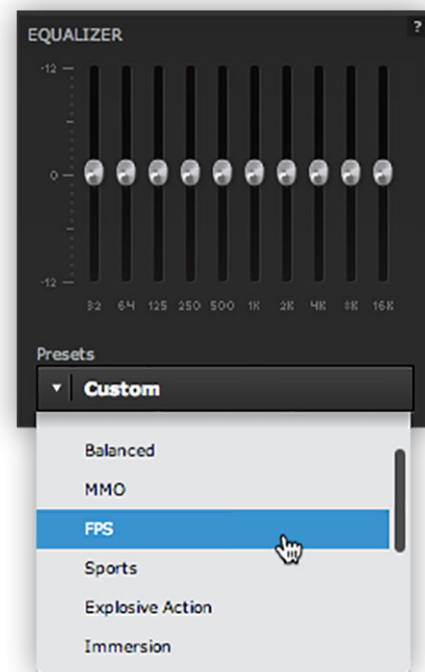 EQUALIZER ?
-12
0
-12
32 64 125 250 500 1K 2K 4K 8K 16K
Presets
Custom
Balanced
MMO
FPS
Sports
Explosive Action
Immersion